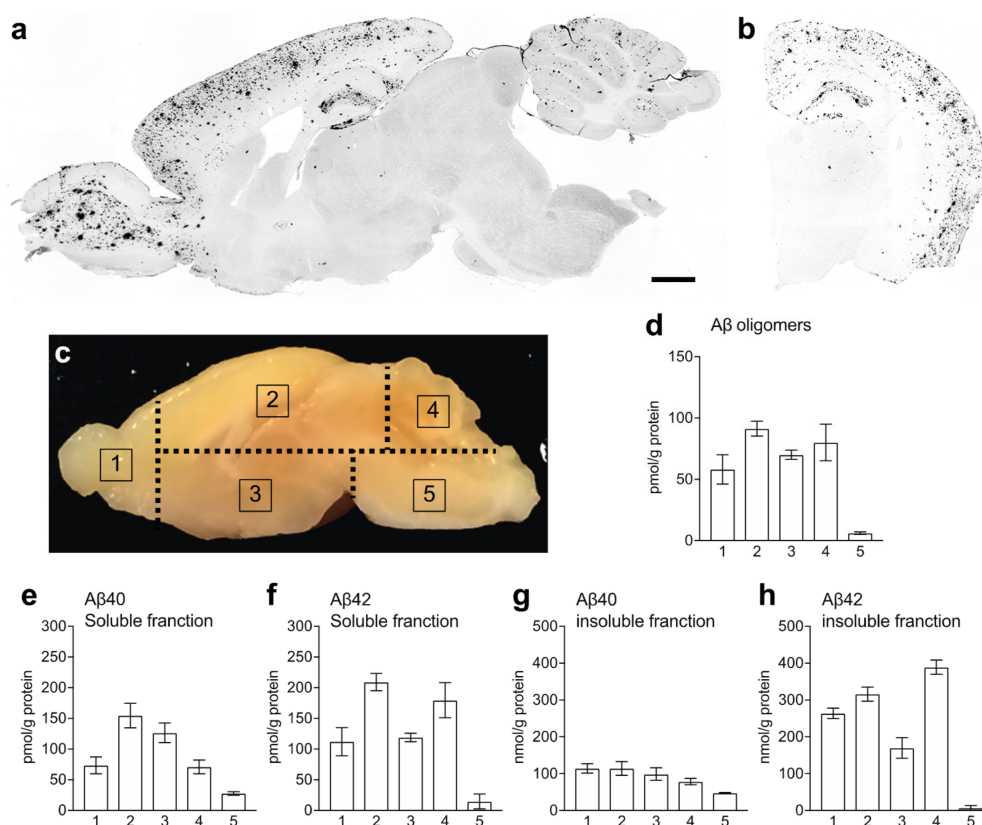 a
b
c
1
2
3
4
5
d Aβ oligomers
pmol/g protein
150
100
50
0
1 2 3 4 5
e Aβ40
Soluble franction
pmol/g protein
300
250
200
150
100
50
0
1 2 3 4 5
f Aβ42
Soluble franction
pmol/g protein
300
250
200
150
100
50
0
1 2 3 4 5
g Aβ40
insoluble franction
nmol/g protein
500
400
300
200
100
0
1 2 3 4 5
h Aβ42
insoluble franction
nmol/g protein
500
400
300
200
100
0
1 2 3 4 5